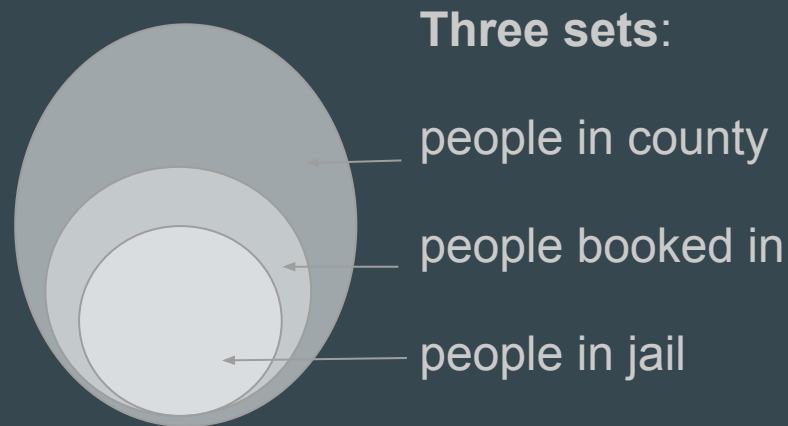 Three sets:
people in county
people booked in
people in jail